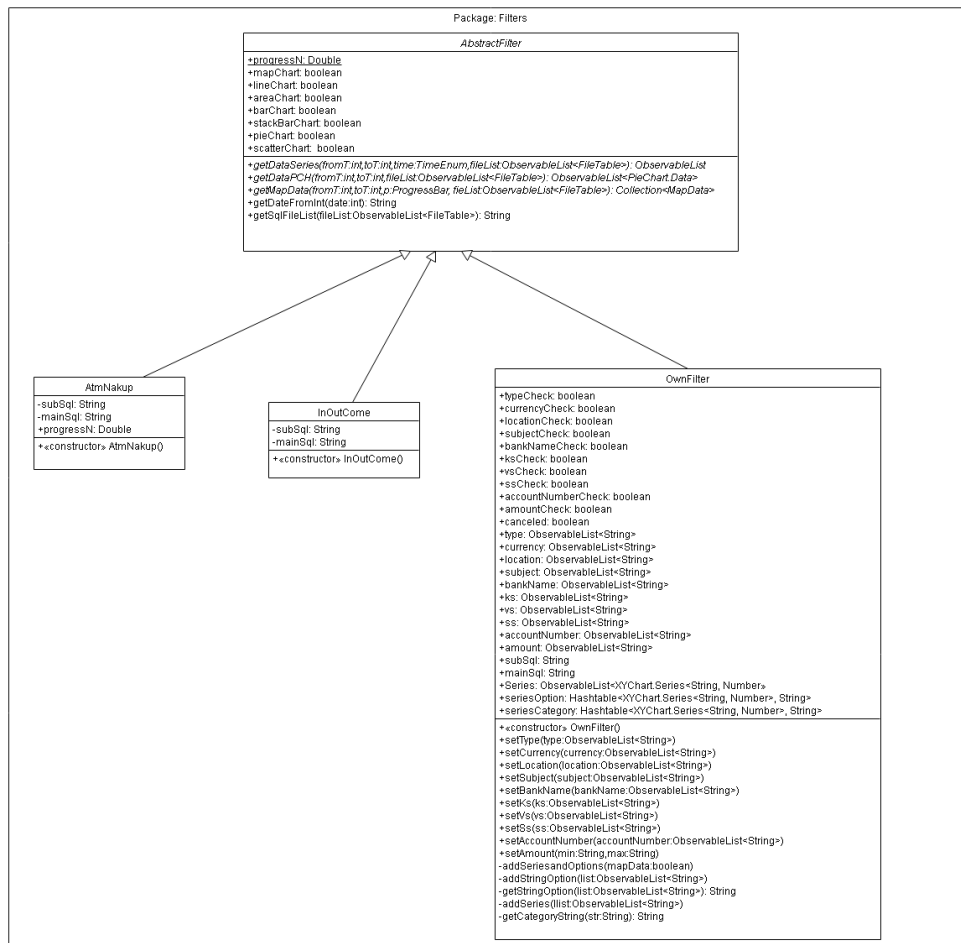 Package: Filters
AbstractFilter
+progressN: Double
+mapChart: boolean
+lineChart: boolean
+areaChart: boolean
+barChart: boolean
+stackBarChart: boolean
+pieChart: boolean
+scatterChart: boolean
+getDataSeries(fromT:int,toT:int,time:TimeEnum,fileList:ObservableList<FileTable>): ObservableList
+getDataPCH(fromT:int,toT:int,fileList:ObservableList<FileTable>): ObservableList<PieChart.Data>
+getMapData(fromT:int,toT:int,p:ProgressBar, fieList:ObservableList<FileTable>): Collection<MapData>
+getDateFromInt(date:int): String
+getSqlFileList(fileList:ObservableList<FileTable>): String
AtmNakup
-subSql: String
-mainSql: String
+progressN: Double
+«constructor» AtmNakup()
InOutCome
-subSql: String
-mainSql: String
+«constructor» InOutCome()
OwnFilter
+typeCheck: boolean
+currencyCheck: boolean
+locationCheck: boolean
+subjectCheck: boolean
+bankNameCheck: boolean
+ksCheck: boolean
+vsCheck: boolean
+ssCheck: boolean
+accountNumberCheck: boolean
+amountCheck: boolean
+canceled: boolean
+type: ObservableList<String>
+currency: ObservableList<String>
+location: ObservableList<String>
+subject: ObservableList<String>
+bankName: ObservableList<String>
+ks: ObservableList<String>
+vs: ObservableList<String>
+ss: ObservableList<String>
+accountNumber: ObservableList<String>
+amount: ObservableList<String>
+subSql: String
+mainSql: String
+Series: ObservableList<XYChart.Series<String, Number»
+seriesOption: Hashtable<XYChart.Series<String, Number>, String>
+seriesCategory: Hashtable<XYChart.Series<String, Number>, String>
+«constructor» OwnFilter()
+setType(type:ObservableList<String>)
+setCurrency(currency:ObservableList<String>)
+setLocation(location:ObservableList<String>)
+setSubject(subject:ObservableList<String>)
+setBankName(bankName:ObservableList<String>)
+setKs(ks:ObservableList<String>)
+setVs(vs:ObservableList<String>)
+setSs(ss:ObservableList<String>)
+setAccountNumber(accountNumber:ObservableList<String>)
+setAmount(min:String,max:String)
-addSeriesandOptions(mapData:boolean)
-addStringOption(list:ObservableList<String>)
-getStringOption(list:ObservableList<String>): String
-addSeries(llist:ObservableList<String>)
-getCategoryString(str:String): String